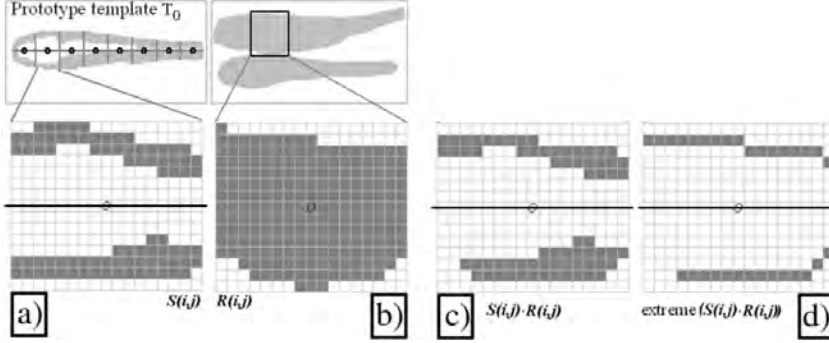 Prototype template T₀
O
O
O
O
a)
S(i,j)
R(i,j)
b)
c)
S(i,j)·R(i,j)
extreme(S(i,j)·R(i,j))
d)